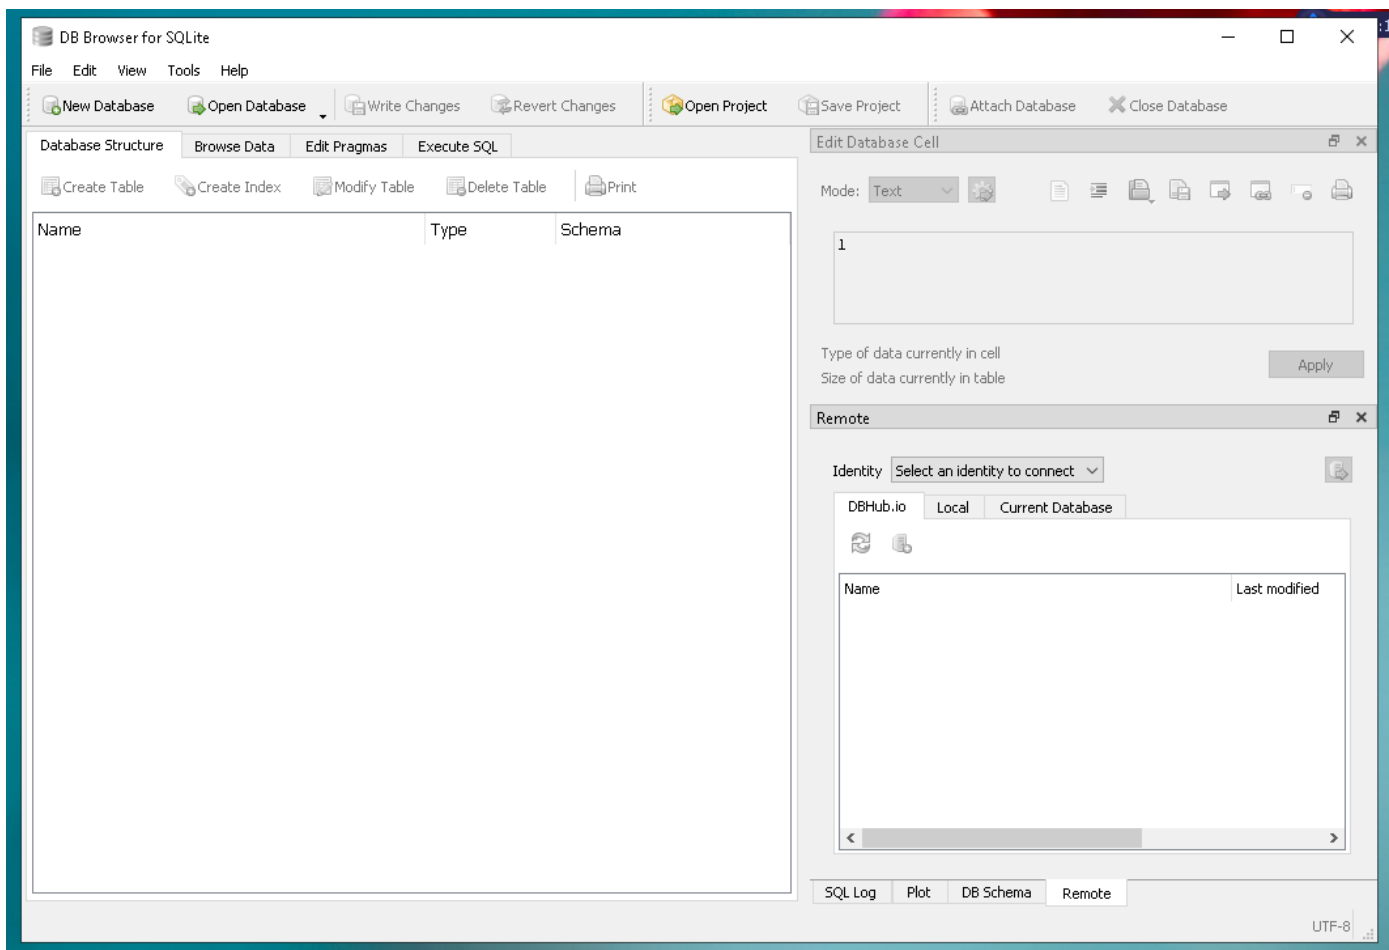 DB Browser for SQLite
File Edit View Tools Help
New Database Open Database Write Changes Revert Changes Open Project Save Project Attach Database Close Database
Database Structure Browse Data Edit Pragmas Execute SQL
Create Table Create Index Modify Table Delete Table Print
Name Type Schema
Edit Database Cell
Mode: Text
1
Type of data currently in cell
Size of data currently in table
Apply
Remote
Identity Select an identity to connect
DBHub.io Local Current Database
Name Last modified
SQL Log Plot DB Schema Remote
UTF-8